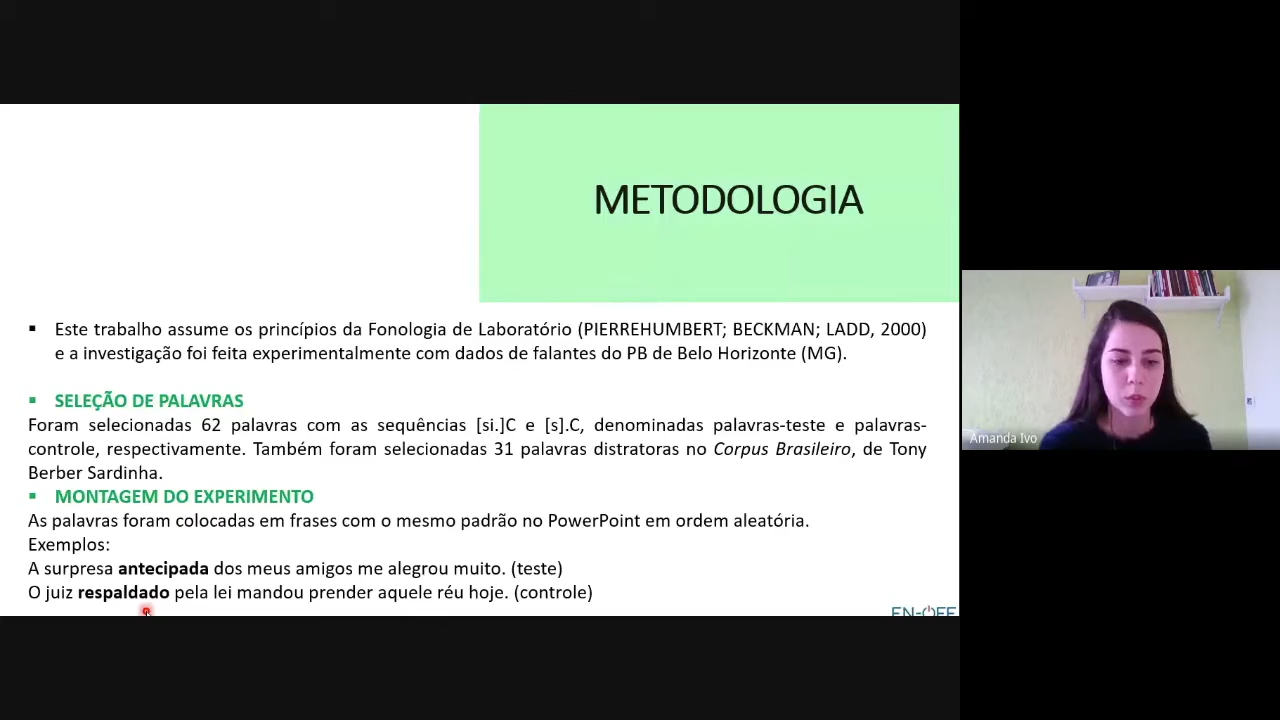 METODOLOGIA
▪ Este trabalho assume os princípios da Fonologia de Laboratório (PIERREHUMBERT; BECKMAN; LADD, 2000)
e a investigação foi feita experimentalmente com dados de falantes do PB de Belo Horizonte (MG).
▪ SELEÇÃO DE PALAVRAS
Foram selecionadas 62 palavras com as sequências [si.]C e [s].C, denominadas palavras-teste e palavras-
controle, respectivamente. Também foram selecionadas 31 palavras distratoras no Corpus Brasileiro, de Tony
Berber Sardinha.
▪ MONTAGEM DO EXPERIMENTO
As palavras foram colocadas em frases com o mesmo padrão no PowerPoint em ordem aleatória.
Exemplos:
A surpresa antecipada dos meus amigos me alegrou muito. (teste)
O juiz respaldado pela lei mandou prender aquele réu hoje. (controle)
Amanda Ivo